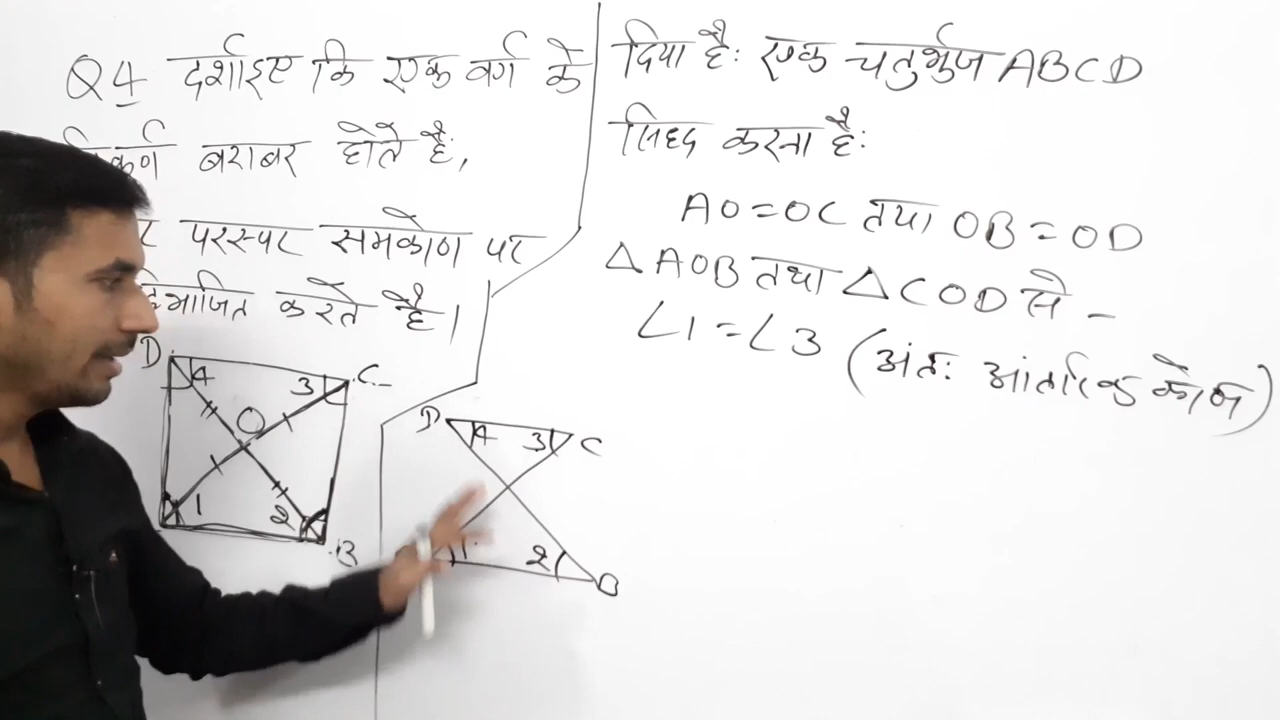 Q4 दर्शाइए कि एक वर्ग के
बराबर होते है,
परस्पर समकोण पर
करते है।
दिया है: एक चतुर्भुज ABCD
सिद्ध करना है:
AO=OC तथा OB=OD
△AOB तथा △COD से -
∠1=∠3 (अंत: आंतरिक कोण)
D 4 3 C
O
1 2
B
D 4 3 C
1 2
B